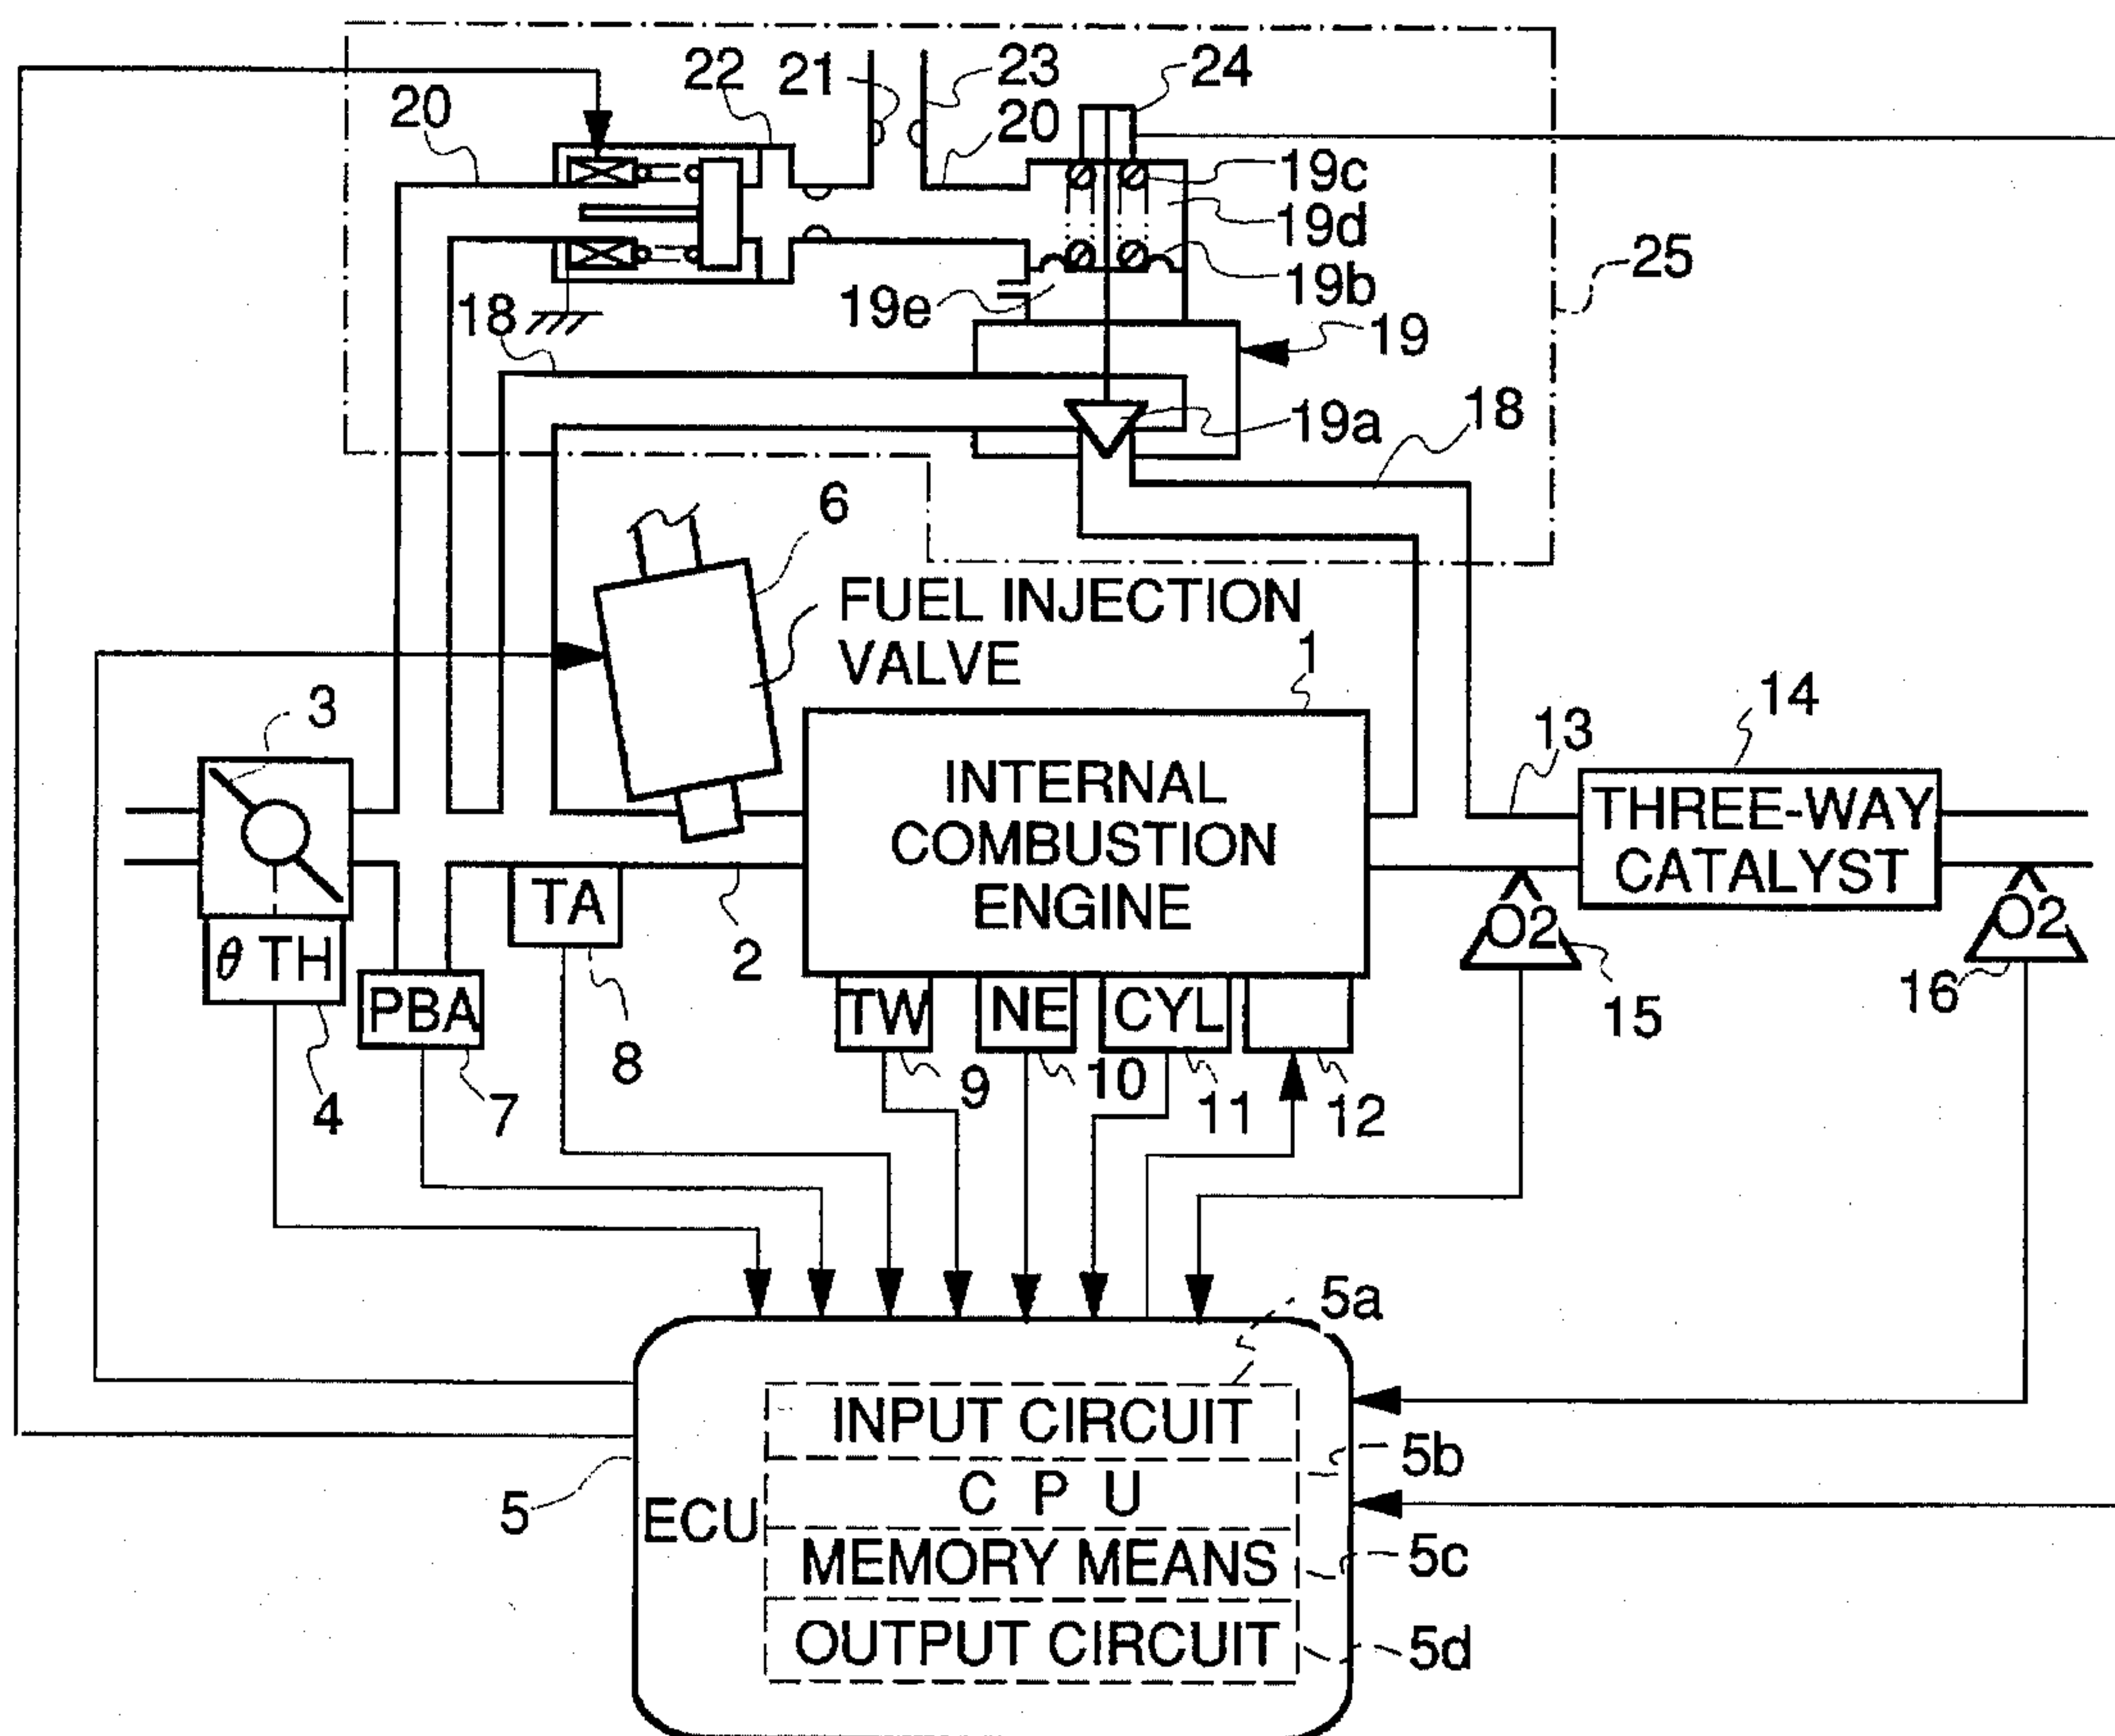 22 21 23 24
20 20 19c
19d
25
19e 19b
18 19
19a 18
6
FUEL INJECTION
VALVE
1
3 14
13
INTERNAL
COMBUSTION
ENGINE
THREE-WAY
CATALYST
TA
θ TH
2
O2
O2
PBA
TW NE CYL
15 16
4 7 8 9 10 11 12
5a
INPUT CIRCUIT
5b
C P U
5 ECU
MEMORY MEANS 5c
OUTPUT CIRCUIT 5d